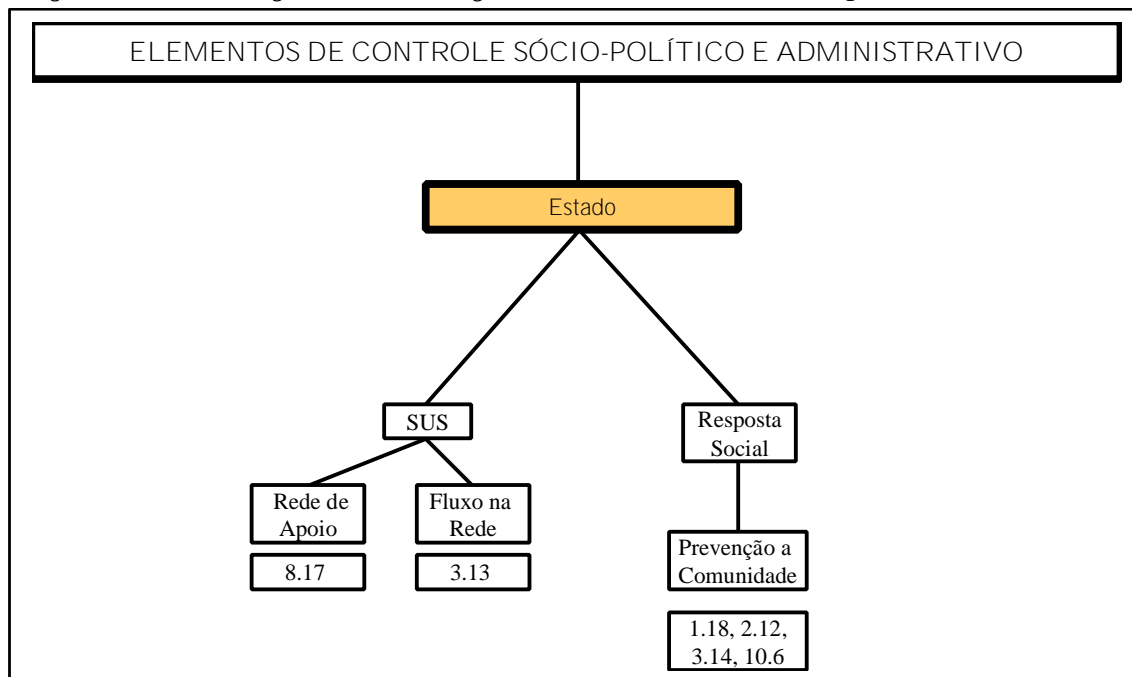 ELEMENTOS DE CONTROLE SÓCIO-POLÍTICO E ADMINISTRATIVO
Estado
SUS
Resposta
Social
Rede de
Apoio
Fluxo na
Rede
8.17
3.13
Prevenção a
Comunidade
1.18, 2.12,
3.14, 10.6